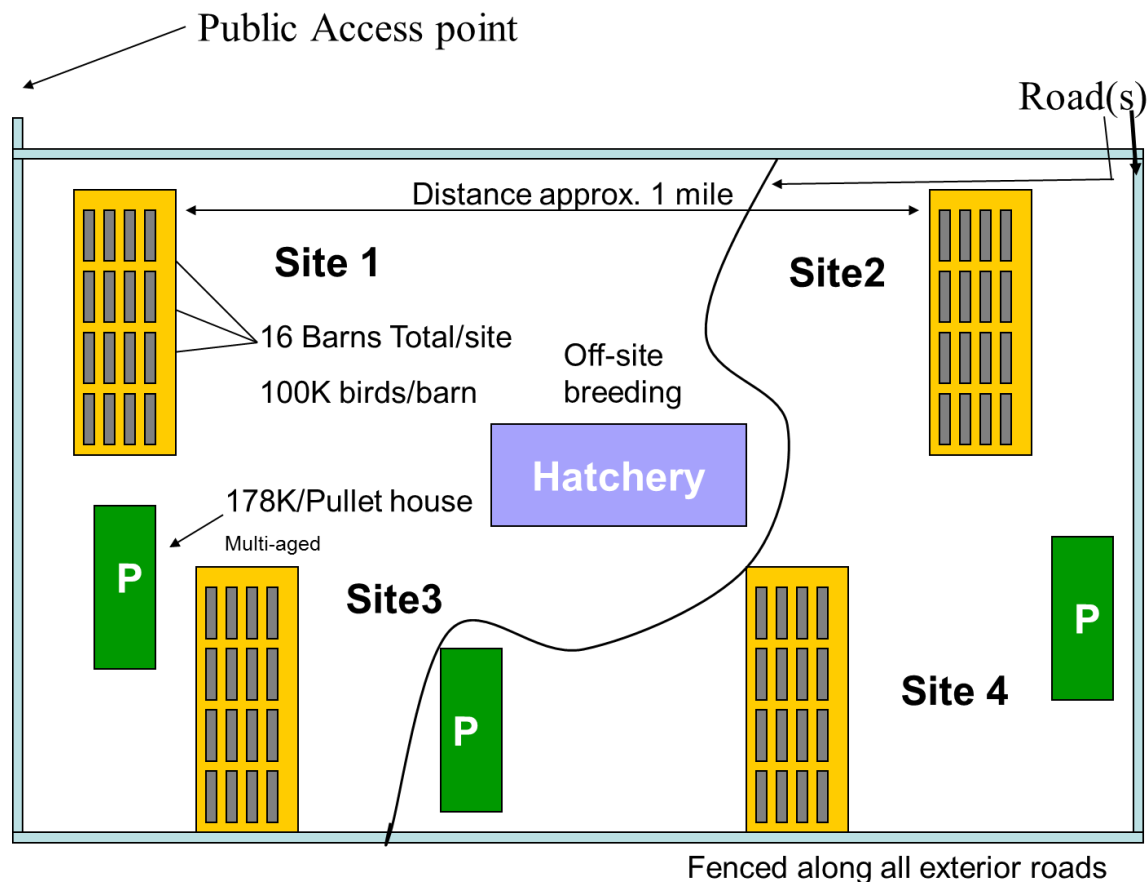 Public Access point
Road(s)
Distance approx. 1 mile
Site 1
Site2
16 Barns Total/site
Off-site
breeding
100K birds/barn
Hatchery
178K/Pullet house
Multi-aged
P
Site3
P
P
Site 4
Fenced along all exterior roads